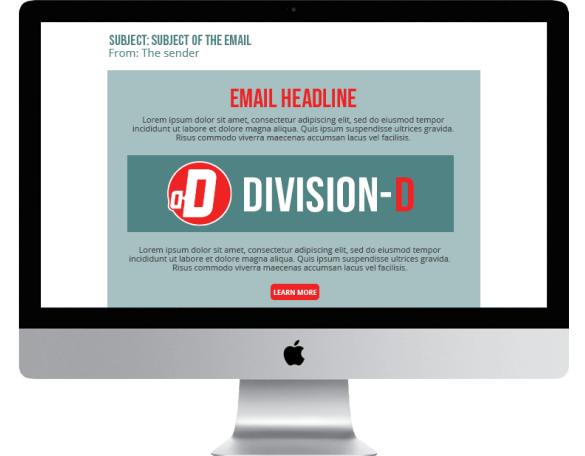 SUBJECT: SUBJECT OF THE EMAIL
From: The sender
EMAIL HEADLINE
Lorem ipsum dolor sit amet, consectetur adipiscing elit, sed do eiusmod tempor
incididunt ut labore et dolore magna aliqua. Quis ipsum suspendisse ultrices gravida.
Risus commodo viverra maecenas accumsan lacus vel facilisis.
D DIVISION-D
Lorem ipsum dolor sit amet, consectetur adipiscing elit, sed do eiusmod tempor
incididunt ut labore et dolore magna aliqua. Quis ipsum suspendisse ultrices gravida.
Risus commodo viverra maecenas accumsan lacus vel facilisis.
LEARN MORE